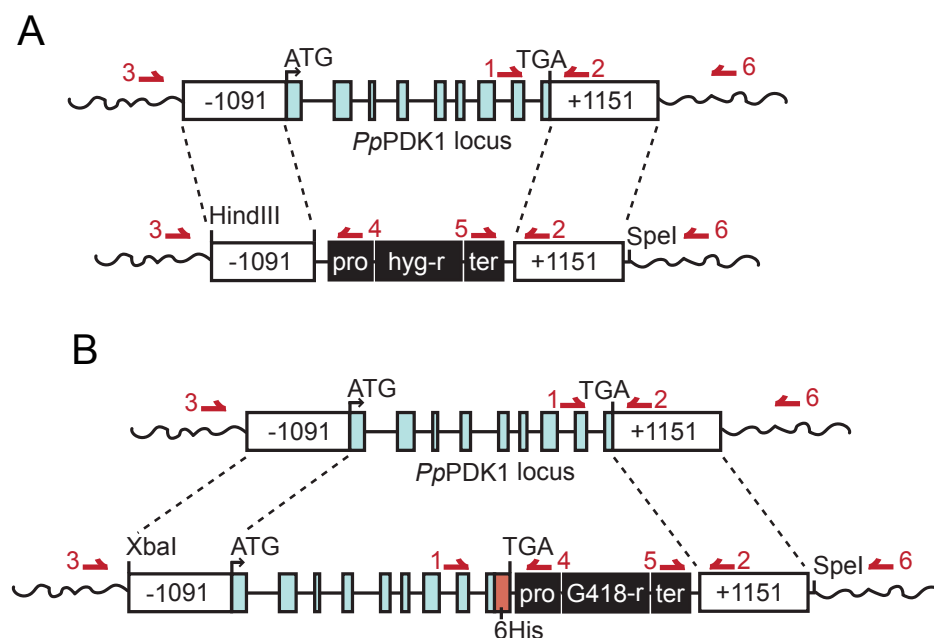 A
3 ATG 1 TGA 2 6
-1091 +1151
PpPDK1 locus
HindIII
3 4 5 2 SpeI 6
-1091 pro hyg-r ter +1151
B
3 ATG 1 TGA 2 6
-1091 +1151
PpPDK1 locus
3 XbaI ATG 1 TGA 4 5 2 SpeI 6
-1091 pro G418-r ter +1151
6His